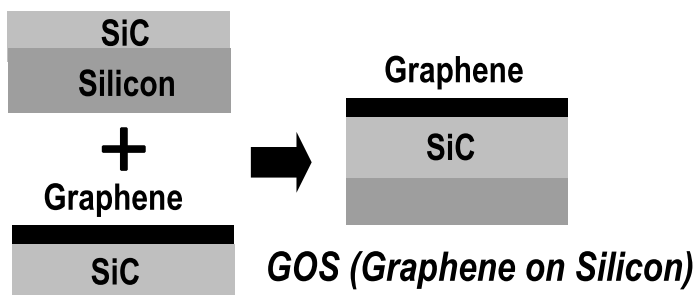 SiC
Silicon
+
Graphene
SiC
Graphene
SiC
GOS (Graphene on Silicon)